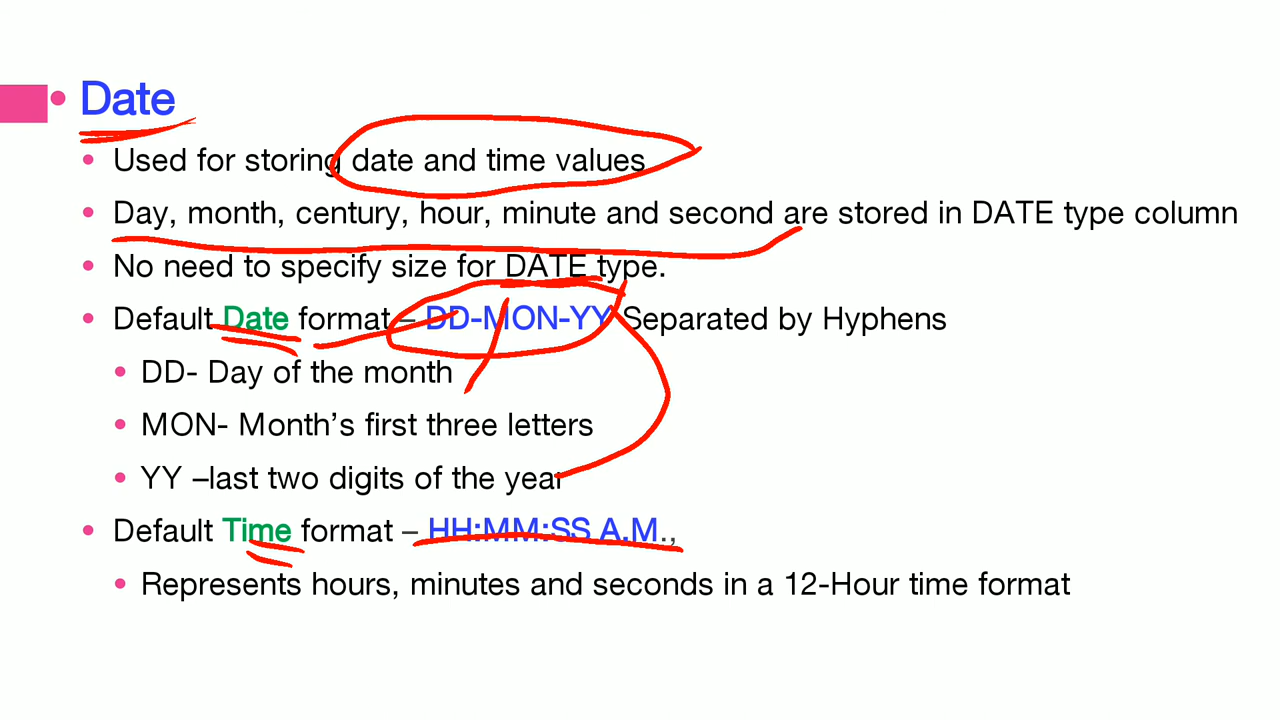 • Date
• Used for storing date and time values
• Day, month, century, hour, minute and second are stored in DATE type column
• No need to specify size for DATE type.
• Default Date format – DD-MON-YY Separated by Hyphens
• DD- Day of the month
• MON- Month’s first three letters
• YY –last two digits of the year
• Default Time format – HH:MM:SS A.M.,
• Represents hours, minutes and seconds in a 12-Hour time format